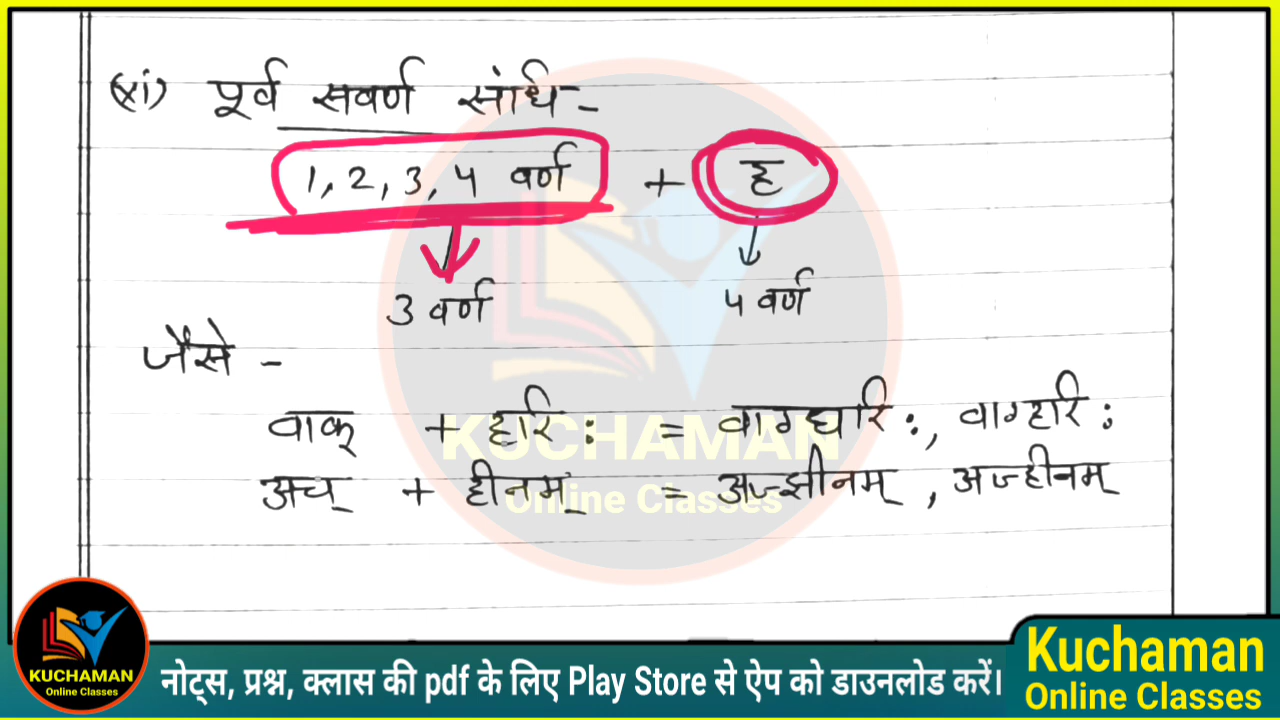 (xi) पूर्व सवर्ण संधि-
1, 2, 3, 4 वर्ण + ह
↓ ↓
3 वर्ण 4 वर्ण
जैसे -
वाक् + हरि: = वाग्घरि:, वाग्हरि:
अच् + हीनम् = अज्झीनम्, अज्हीनम्
KUCHAMAN
Online Classes
KUCHAMAN
Online Classes
नोट्स, प्रश्न, क्लास की pdf के लिए Play Store से ऐप को डाउनलोड करें।
Kuchaman
Online Classes